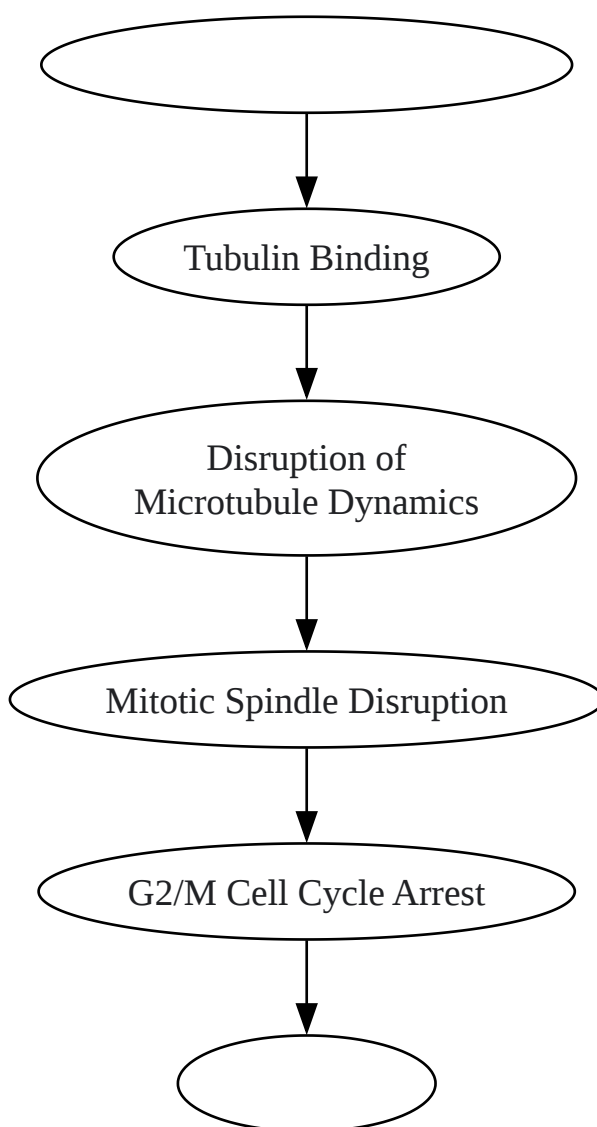 Tubulin Binding
Disruption of
Microtubule Dynamics
Mitotic Spindle Disruption
G2/M Cell Cycle Arrest